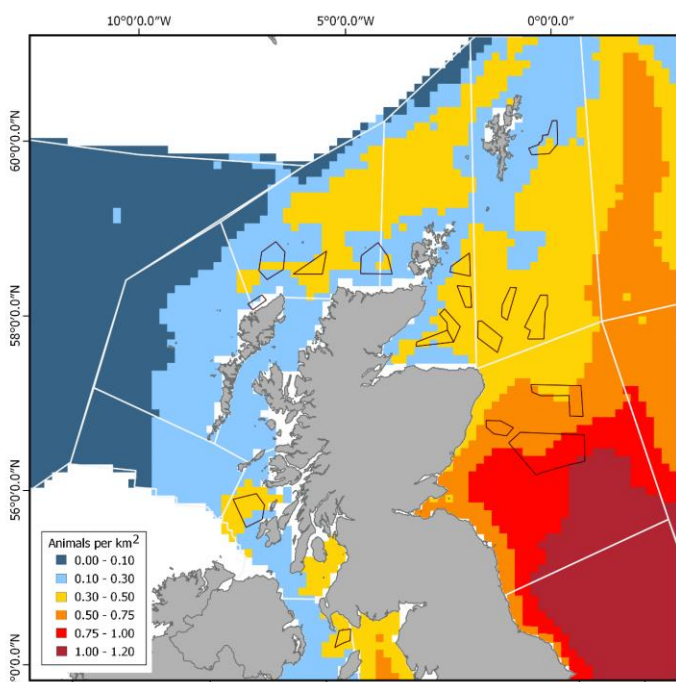 10°0'0.0"W 5°0'0.0"W 0°0'0.0"
60°0'0.0"N
58°0'0.0"N
56°0'0.0"N
°0'0.0"N
Animals per km²
0.00 - 0.10
0.10 - 0.30
0.30 - 0.50
0.50 - 0.75
0.75 - 1.00
1.00 - 1.20